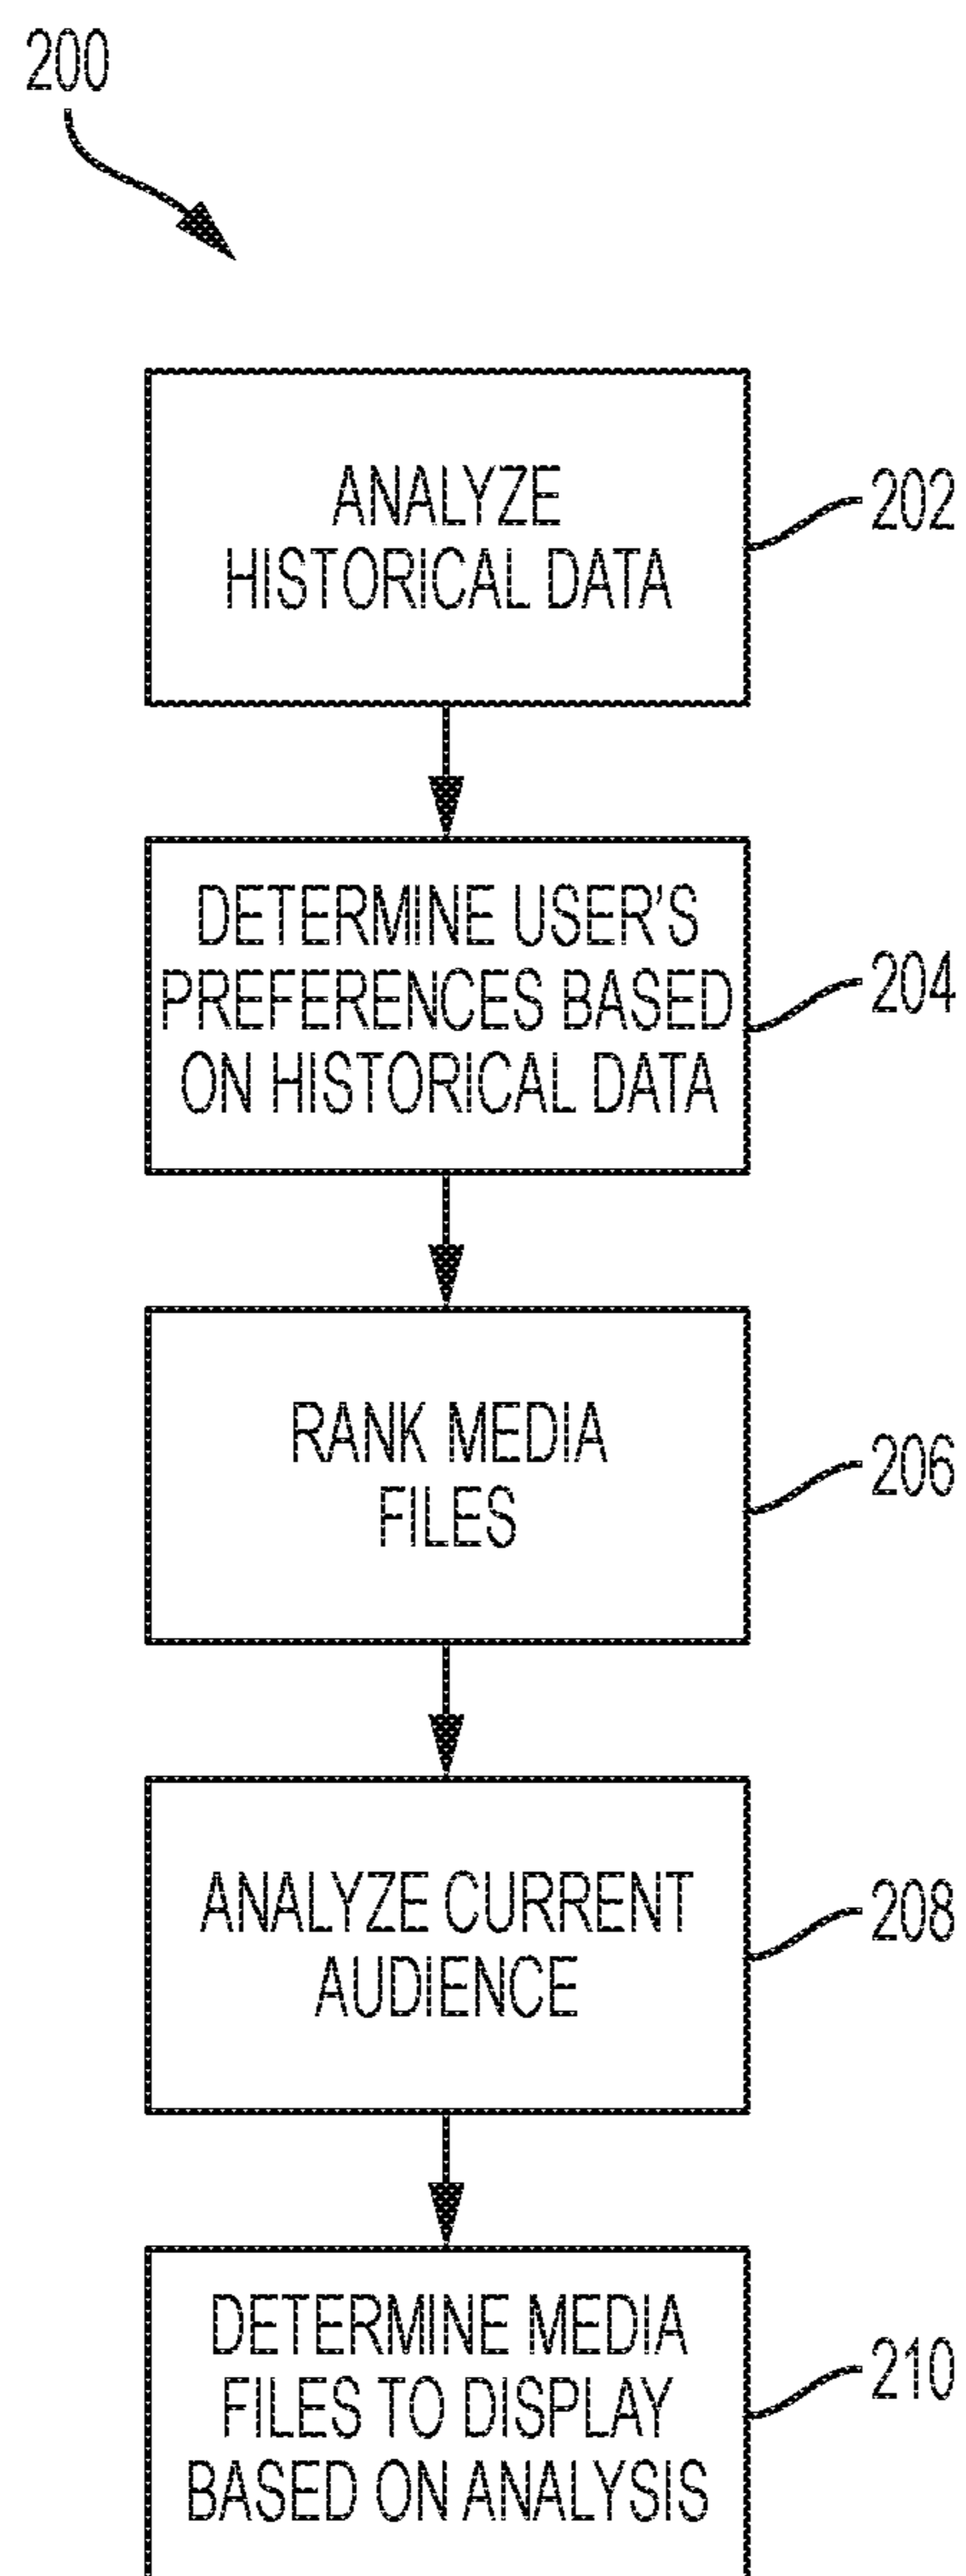 200
ANALYZE
HISTORICAL DATA
202
DETERMINE USER'S
PREFERENCES BASED
ON HISTORICAL DATA
204
RANK MEDIA
FILES
206
ANALYZE CURRENT
AUDIENCE
208
DETERMINE MEDIA
FILES TO DISPLAY
BASED ON ANALYSIS
210